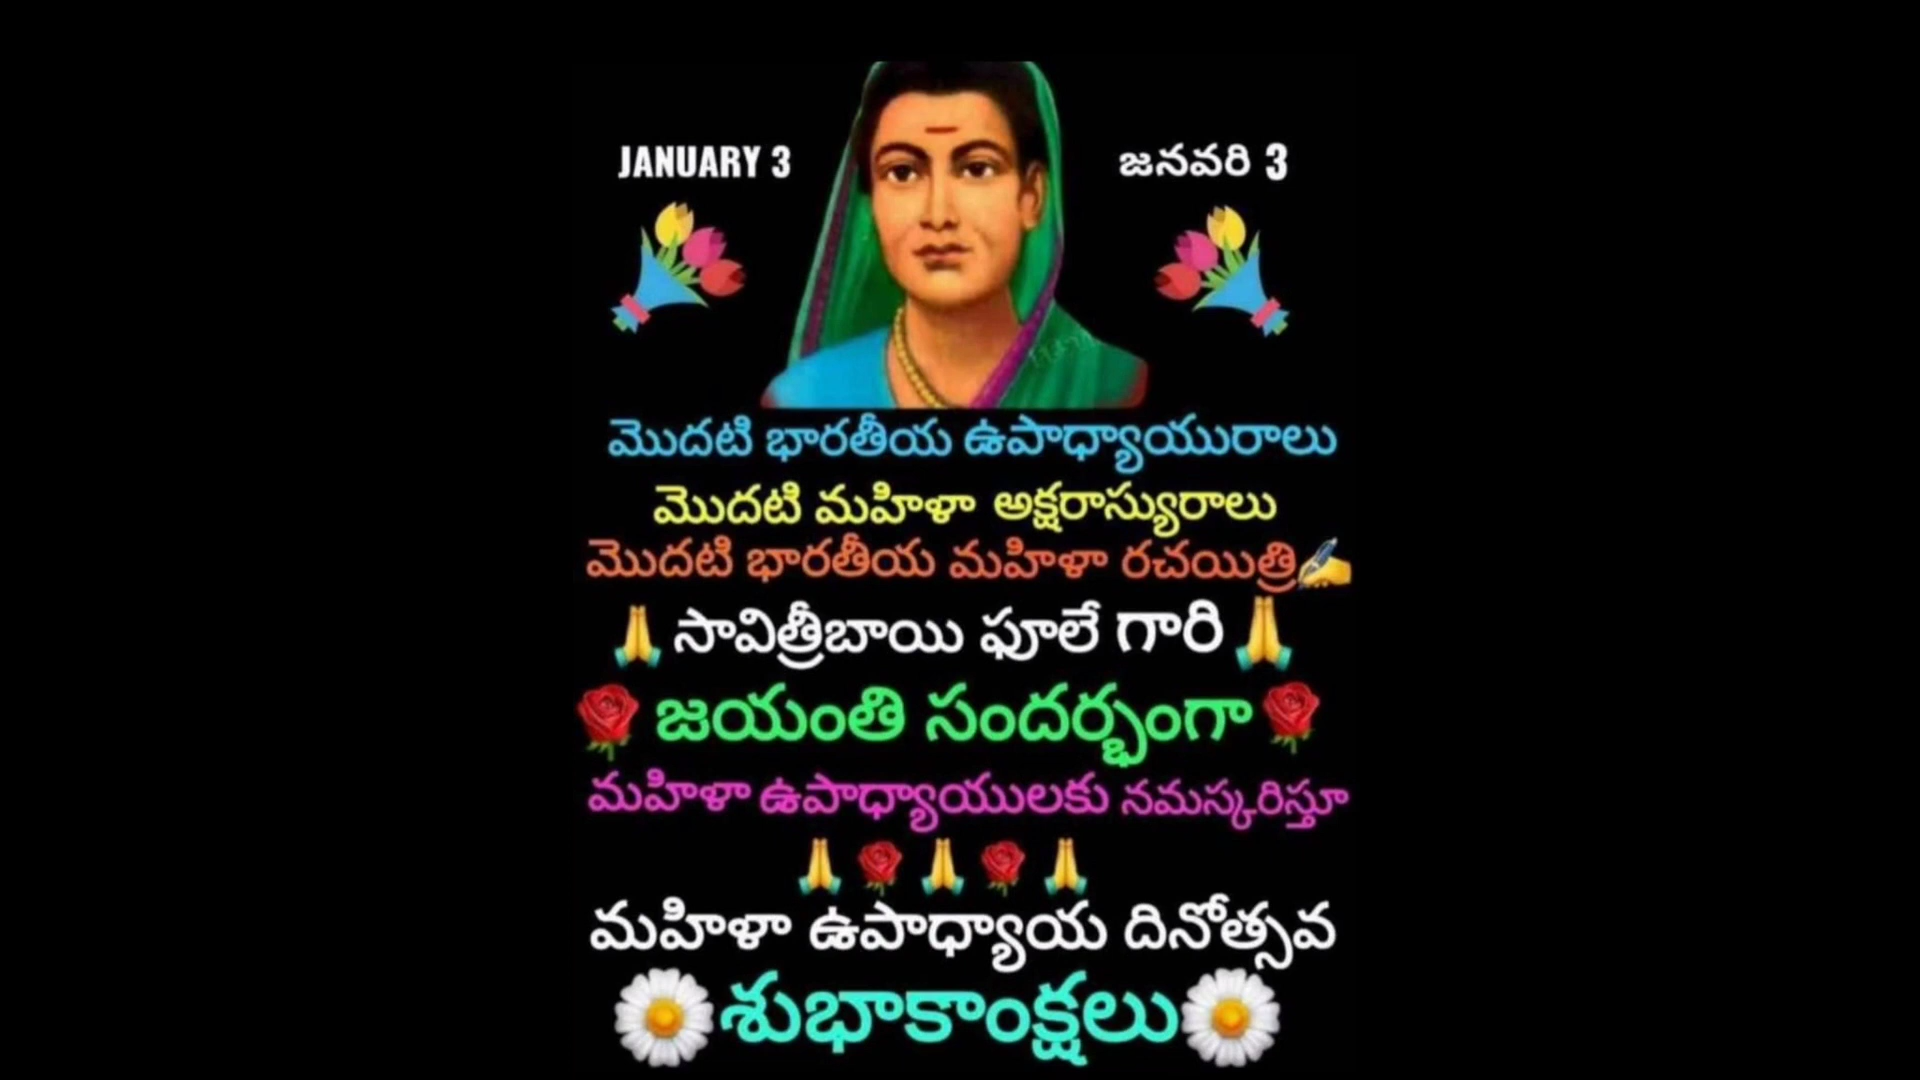 JANUARY 3
జనవరి 3
మొదటి భారతీయ ఉపాధ్యాయురాలు
మొదటి మహిళా అక్షరాస్యురాలు
మొదటి భారతీయ మహిళా రచయిత్రి✍
🙏సావిత్రీబాయి ఫూలే గారి🙏
🌹జయంతి సందర్భంగా🌹
మహిళా ఉపాధ్యాయులకు నమస్కరిస్తూ
🙏🌹🙏🌹🙏
మహిళా ఉపాధ్యాయ దినోత్సవ
🌼శుభాకాంక్షలు🌼